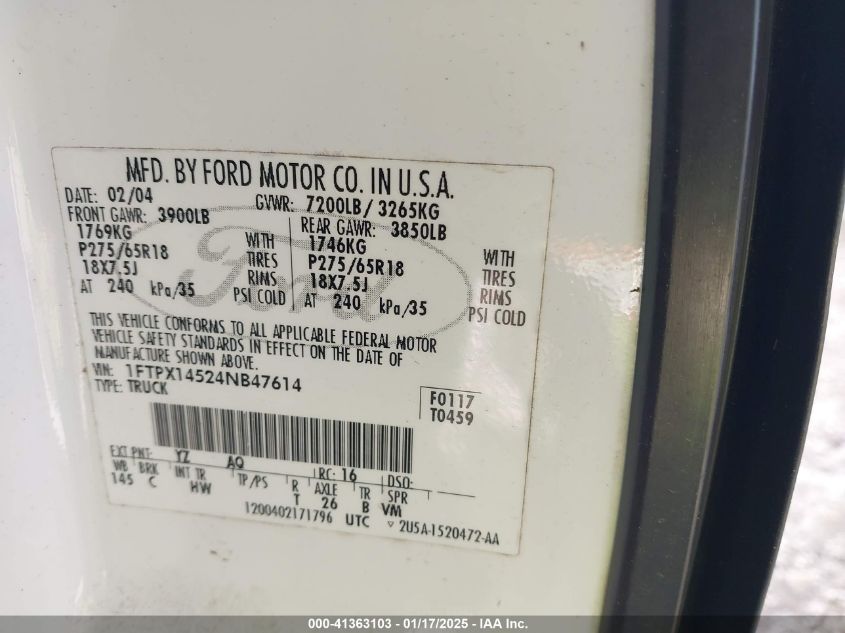 MFD. BY FORD MOTOR CO. IN U.S.A.
DATE: 02/04 GVWR: 7200LB/ 3265KG
FRONT GAWR: 3900LB REAR GAWR: 3850LB
1769KG WITH 1746KG WITH
P275/65R18 TIRES P275/65R18 TIRES
18X7.5J RIMS 18X7.5J RIMS
AT 240 kPa/35 PSI COLD AT 240 kPa/35 PSI COLD
Ford
THIS VEHICLE CONFORMS TO ALL APPLICABLE FEDERAL MOTOR
VEHICLE SAFETY STANDARDS IN EFFECT ON THE DATE OF
MANUFACTURE SHOWN ABOVE.
VIN: 1FTPX14524NB47614
TYPE: TRUCK
F0117
T0459
EXT PNT: YZ AQ RC: 16 DSO:
WB BRK INT TR TP/PS R AXLE TR SPR
145 C HW T 26 B VM
1200402171796 UTC 2U5A-1520472-AA
000-41363103 - 01/17/2025 - IAA Inc.